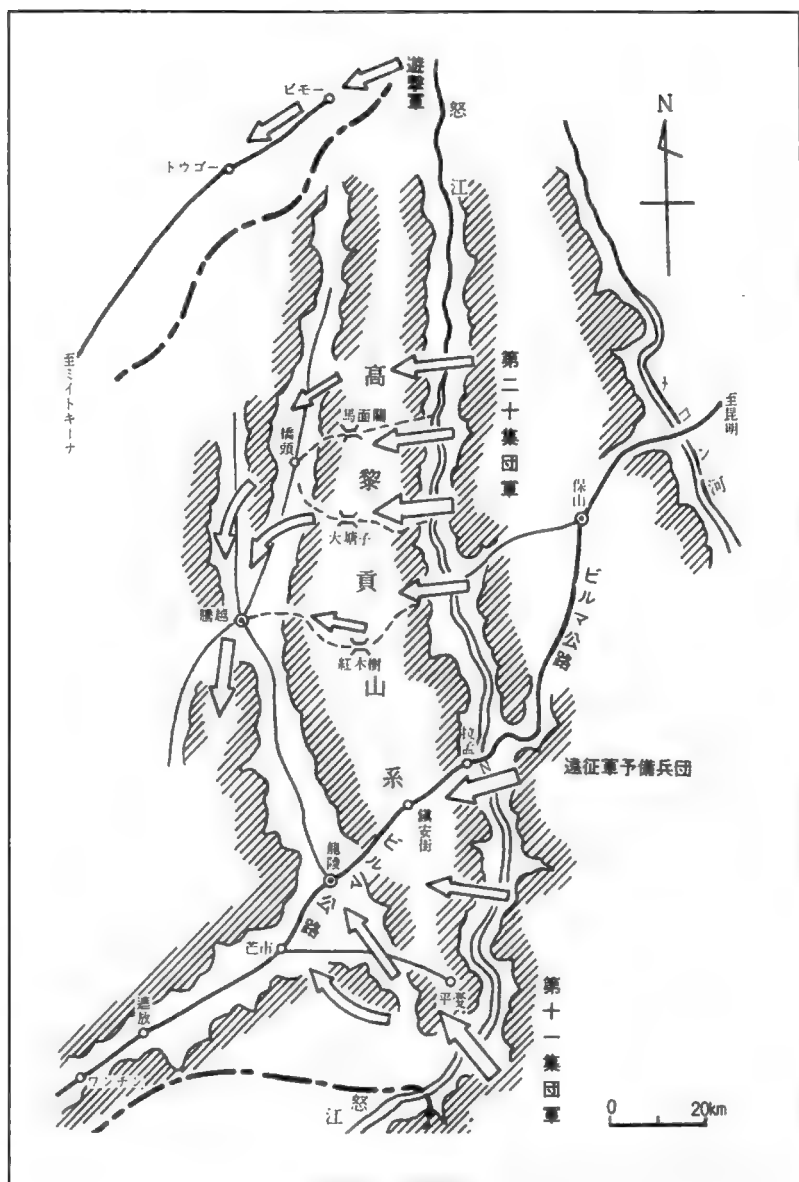 遊撃軍
ピモー
トウゴー
至ミイトキーナ
怒
江
N
高
黎
貢
山
系
馬面關
橋頭
大塘子
紅木樹
騰越
第二十集団軍
メコン河
至昆明
保山
ビルマ公路
拉孟
遠征軍予備兵団
鎮安街
龍陵
ビルマ公路
芒市
平戞
遮放
ワンチン
怒
江
第十一集団軍
0 20km